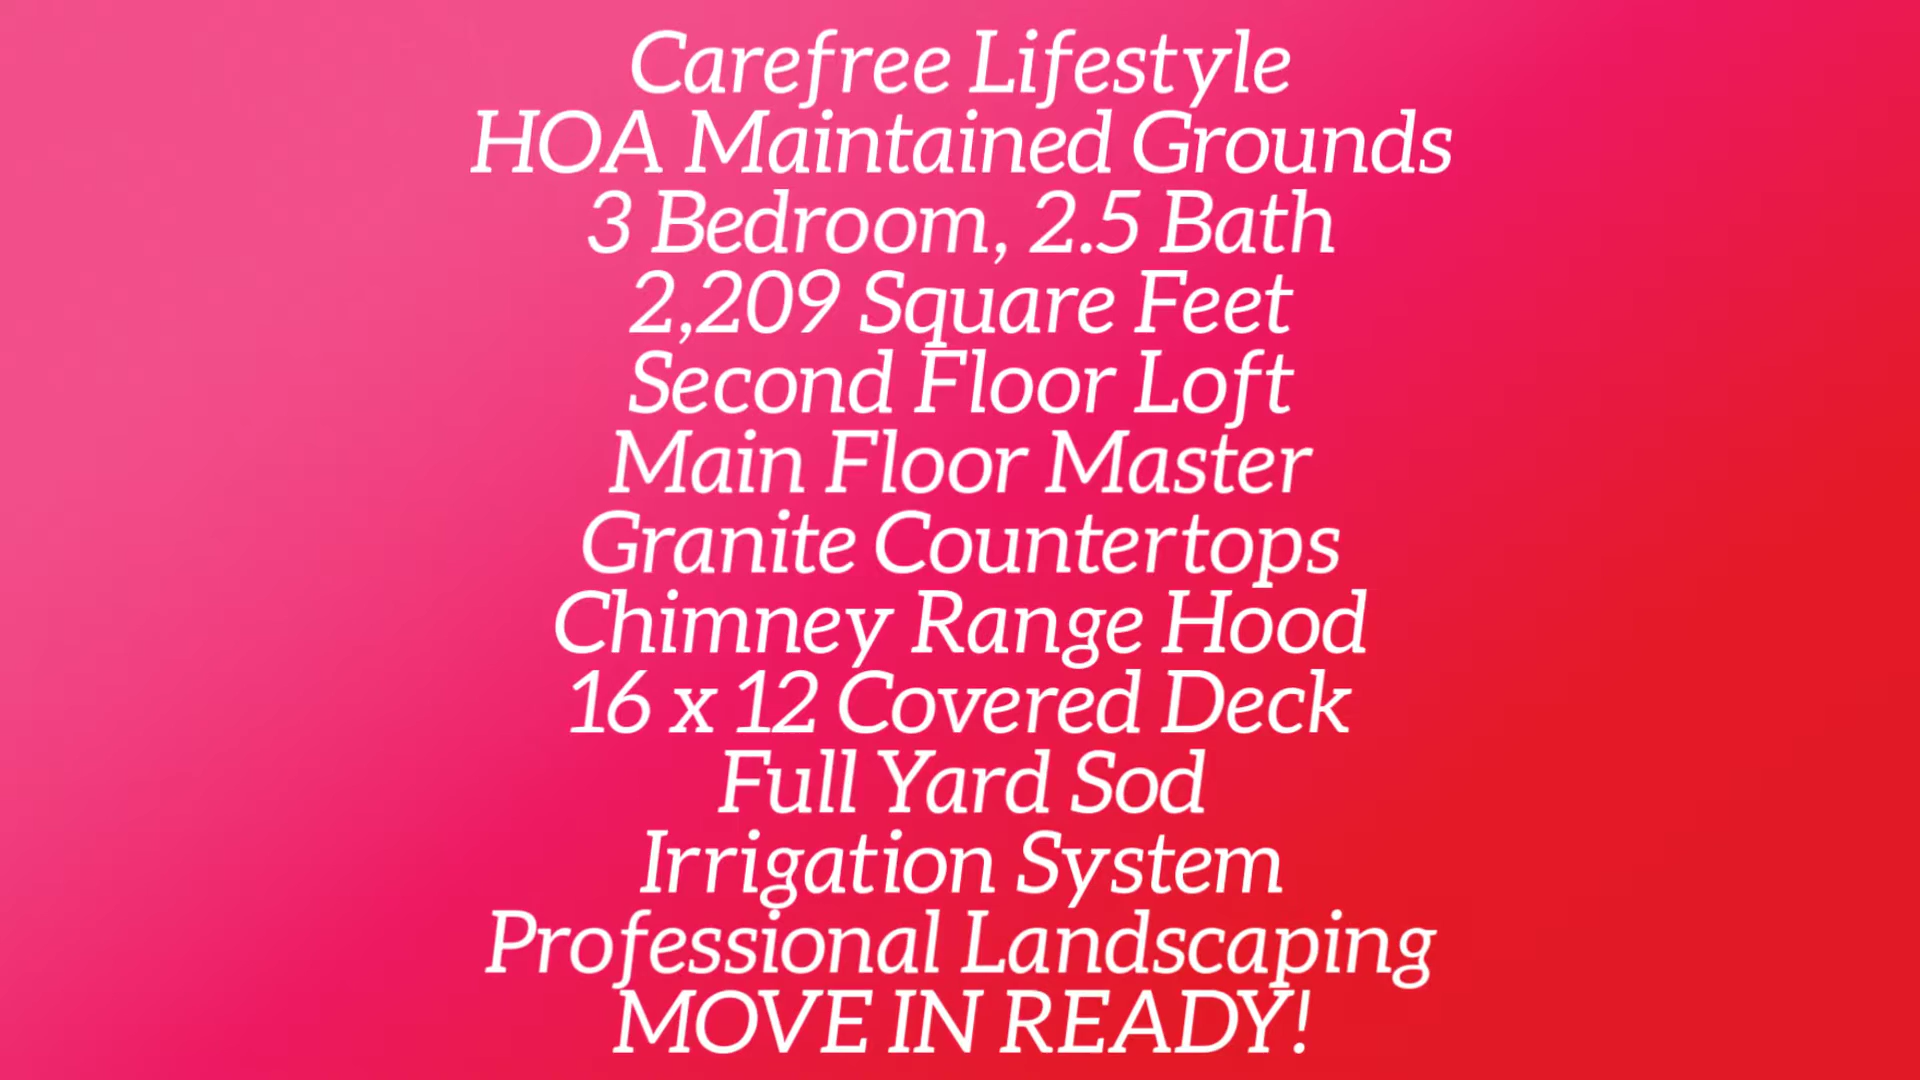 Carefree Lifestyle
HOA Maintained Grounds
3 Bedroom, 2.5 Bath
2,209 Square Feet
Second Floor Loft
Main Floor Master
Granite Countertops
Chimney Range Hood
16 x 12 Covered Deck
Full Yard Sod
Irrigation System
Professional Landscaping
MOVE IN READY!